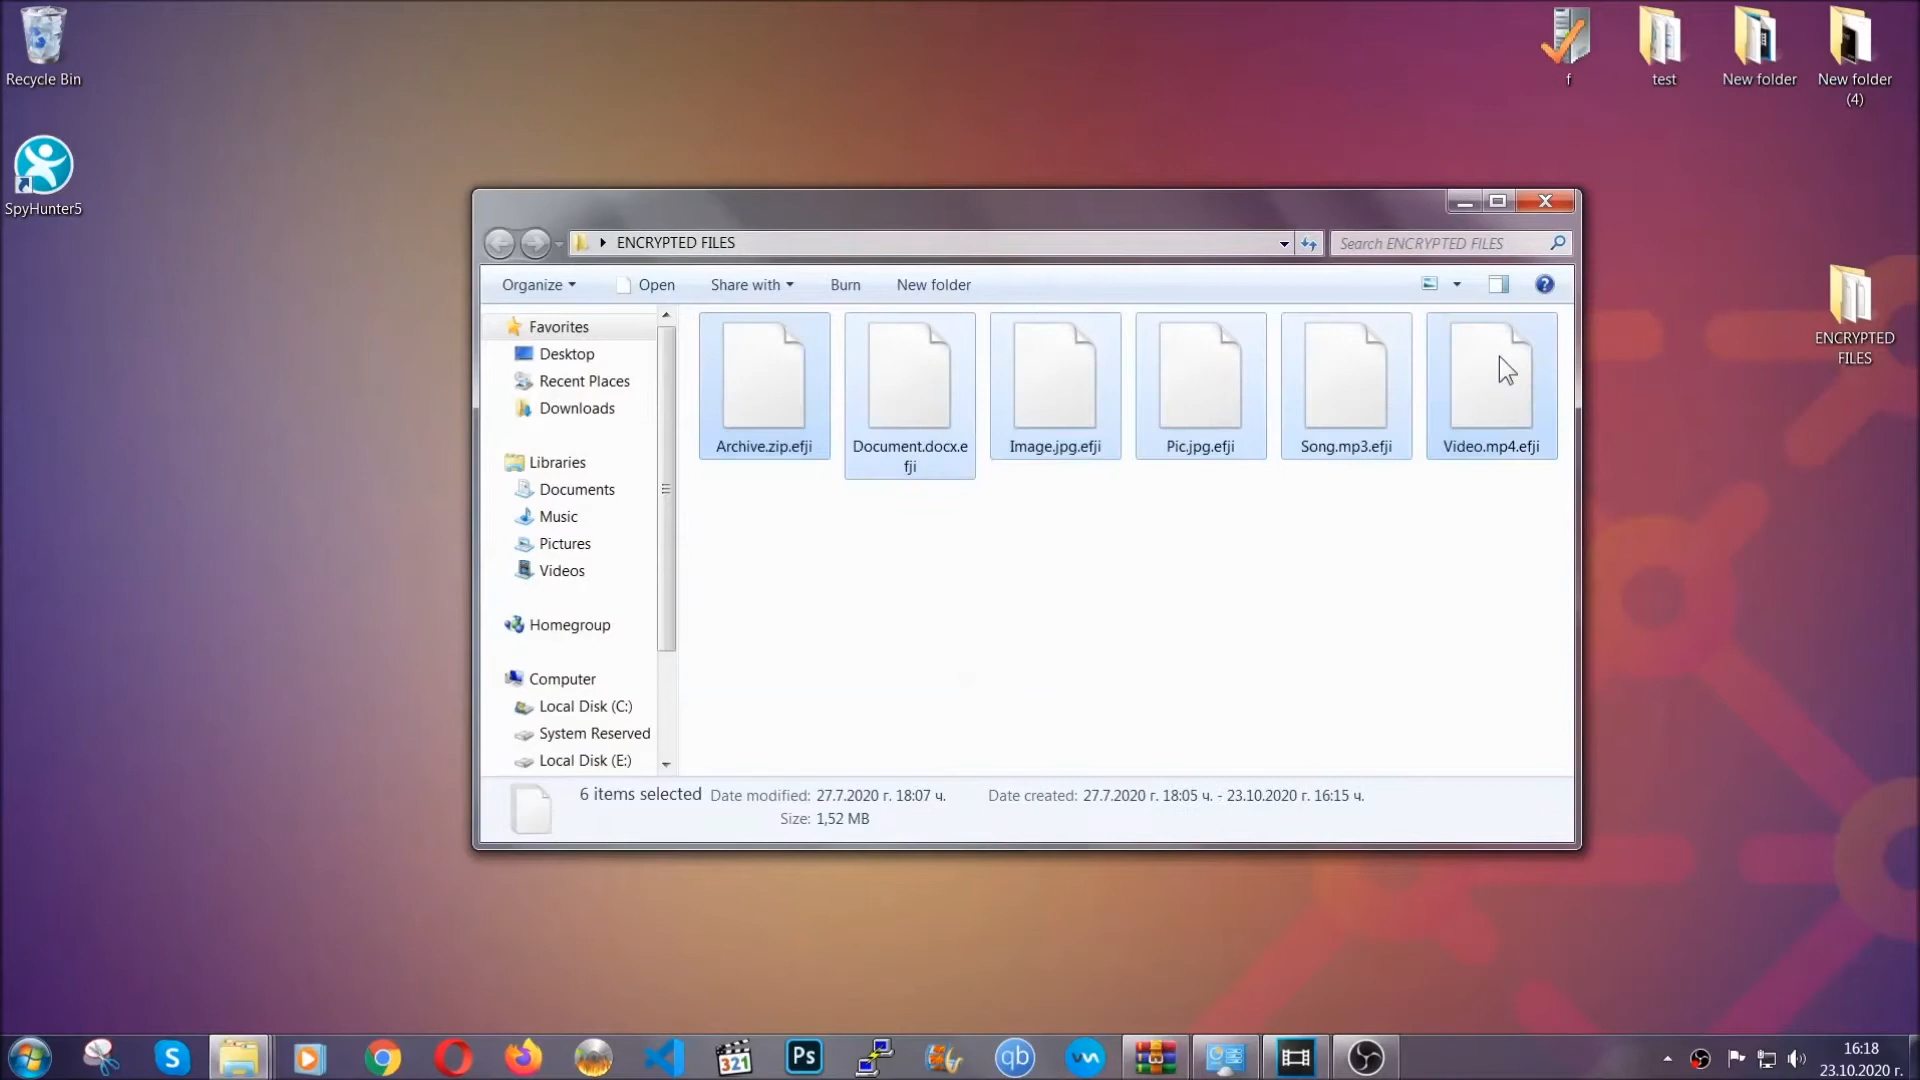 Recycle Bin
SpyHunter5
f
test
New folder
New folder
(4)
ENCRYPTED
FILES
ENCRYPTED FILES
Search ENCRYPTED FILES
Organize
Open
Share with
Burn
New folder
Favorites
Desktop
Recent Places
Downloads
Libraries
Documents
Music
Pictures
Videos
Homegroup
Computer
Local Disk (C:)
System Reserved
Local Disk (E:)
Archive.zip.efji
Document.docx.e
fji
Image.jpg.efji
Pic.jpg.efji
Song.mp3.efji
Video.mp4.efji
6 items selected
Date modified: 27.7.2020 г. 18:07 ч.
Date created: 27.7.2020 г. 18:05 ч. - 23.10.2020 г. 16:15 ч.
Size: 1,52 MB
S
321
Ps
qb
16:18
23.10.2020 г.